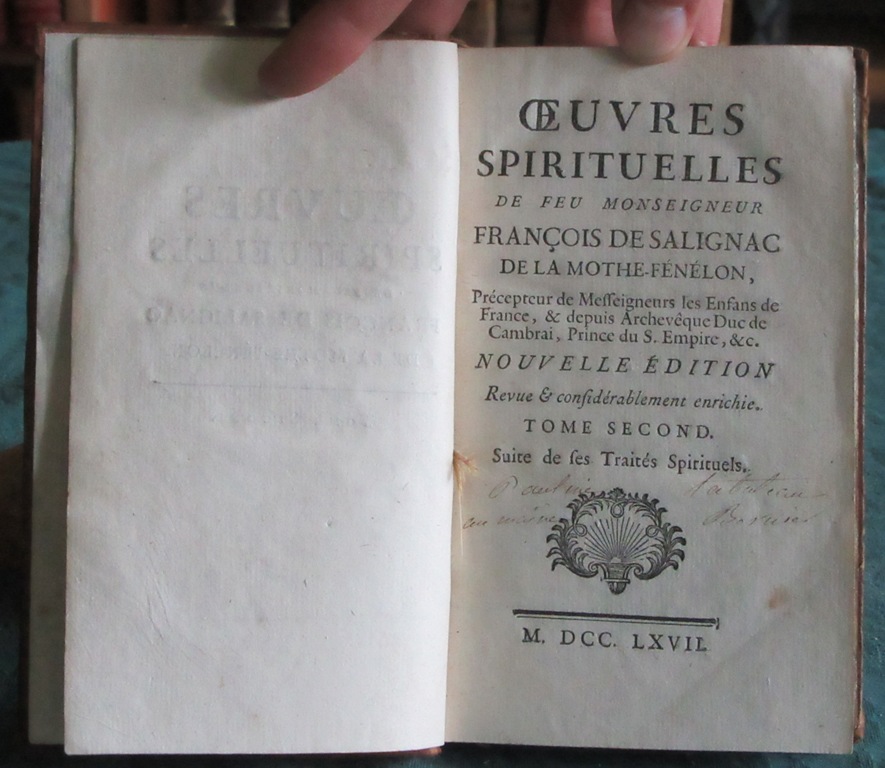 ŒUVRES
SPIRITUELLES
DE FEU MONSEIGNEUR
FRANÇOIS DE SALIGNAC
DE LA MOTHE-FÉNÉLON,
Précepteur de Meſſeigneurs les Enfans de
France, & depuis Archevêque Duc de
Cambrai, Prince du S. Empire, &c.
NOUVELLE ÉDITION
Revue & conſidérablement enrichie.
TOME SECOND.
Suite de ſes Traités Spirituels.
M. DCC. LXVII.